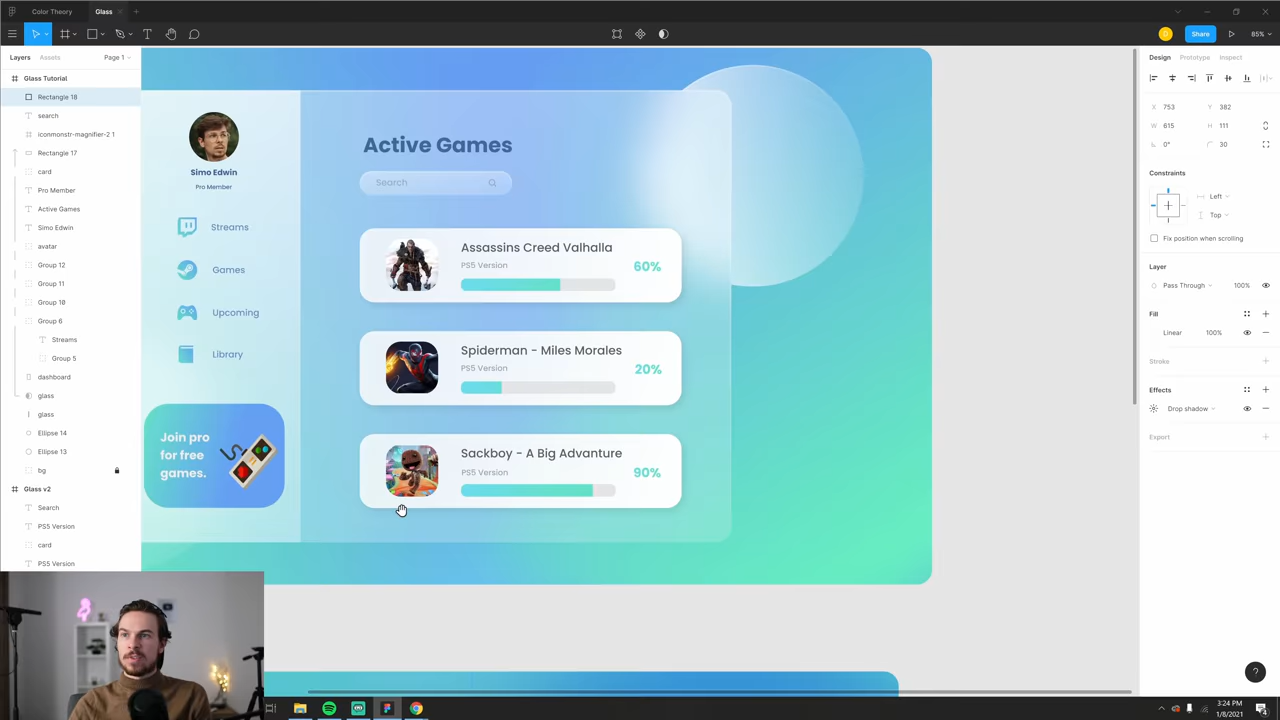 Color Theory
Glass
Page 1
Share
85%
Layers
Assets
Glass Tutorial
Rectangle 18
search
iconmonstr-magnifier-2 1
Rectangle 17
card
Pro Member
Active Games
Simo Edwin
avatar
Group 12
Group 11
Group 10
Group 6
Streams
Group 5
dashboard
glass
glass
Ellipse 14
Ellipse 13
bg
Glass v2
Search
PS5 Version
card
PS5 Version
Simo Edwin
Pro Member
Streams
Games
Upcoming
Library
Join pro
for free
games.
Active Games
Search
Assassins Creed Valhalla
PS5 Version
60%
Spiderman - Miles Morales
PS5 Version
20%
Sackboy - A Big Advanture
PS5 Version
90%
Design
Prototype
Inspect
X 753 Y 382
W 615 H 111
0° 30
Constraints
Left
Top
Fix position when scrolling
Layer
Pass Through 100%
Fill
Linear 100%
Stroke
Effects
Drop shadow
Export
?
3:24 PM
1/8/2021
4